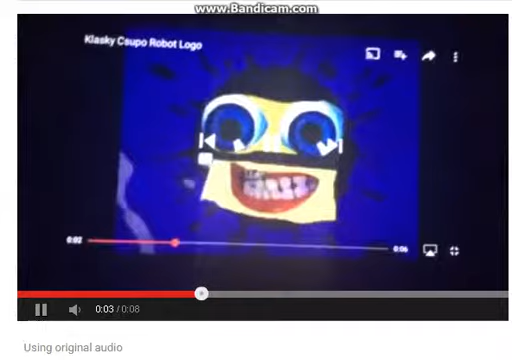 www.Bandicam.com
Klasky Csupo Robot Logo
0:02
0:06
0:03 / 0:08
Using original audio